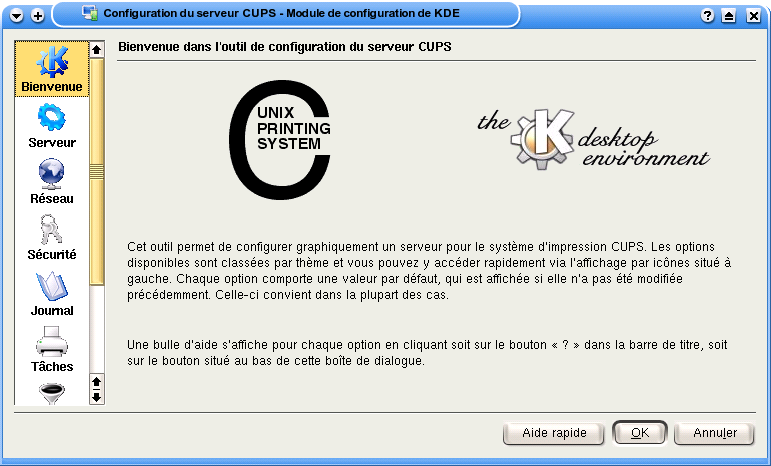 Configuration du serveur CUPS - Module de configuration de KDE
?
Bienvenue dans l'outil de configuration du serveur CUPS
Bienvenue
Serveur
Réseau
Sécurité
Journal
Tâches
UNIX
PRINTING
SYSTEM
the
K
desktop
environment
Cet outil permet de configurer graphiquement un serveur pour le système d'impression CUPS. Les options
disponibles sont classées par thème et vous pouvez y accéder rapidement via l'affichage par icônes situé à
gauche. Chaque option comporte une valeur par défaut, qui est affichée si elle n'a pas été modifiée
précédemment. Celle-ci convient dans la plupart des cas.
Une bulle d'aide s'affiche pour chaque option en cliquant soit sur le bouton « ? » dans la barre de titre, soit
sur le bouton situé au bas de cette boîte de dialogue.
Aide rapide
OK
Annuler